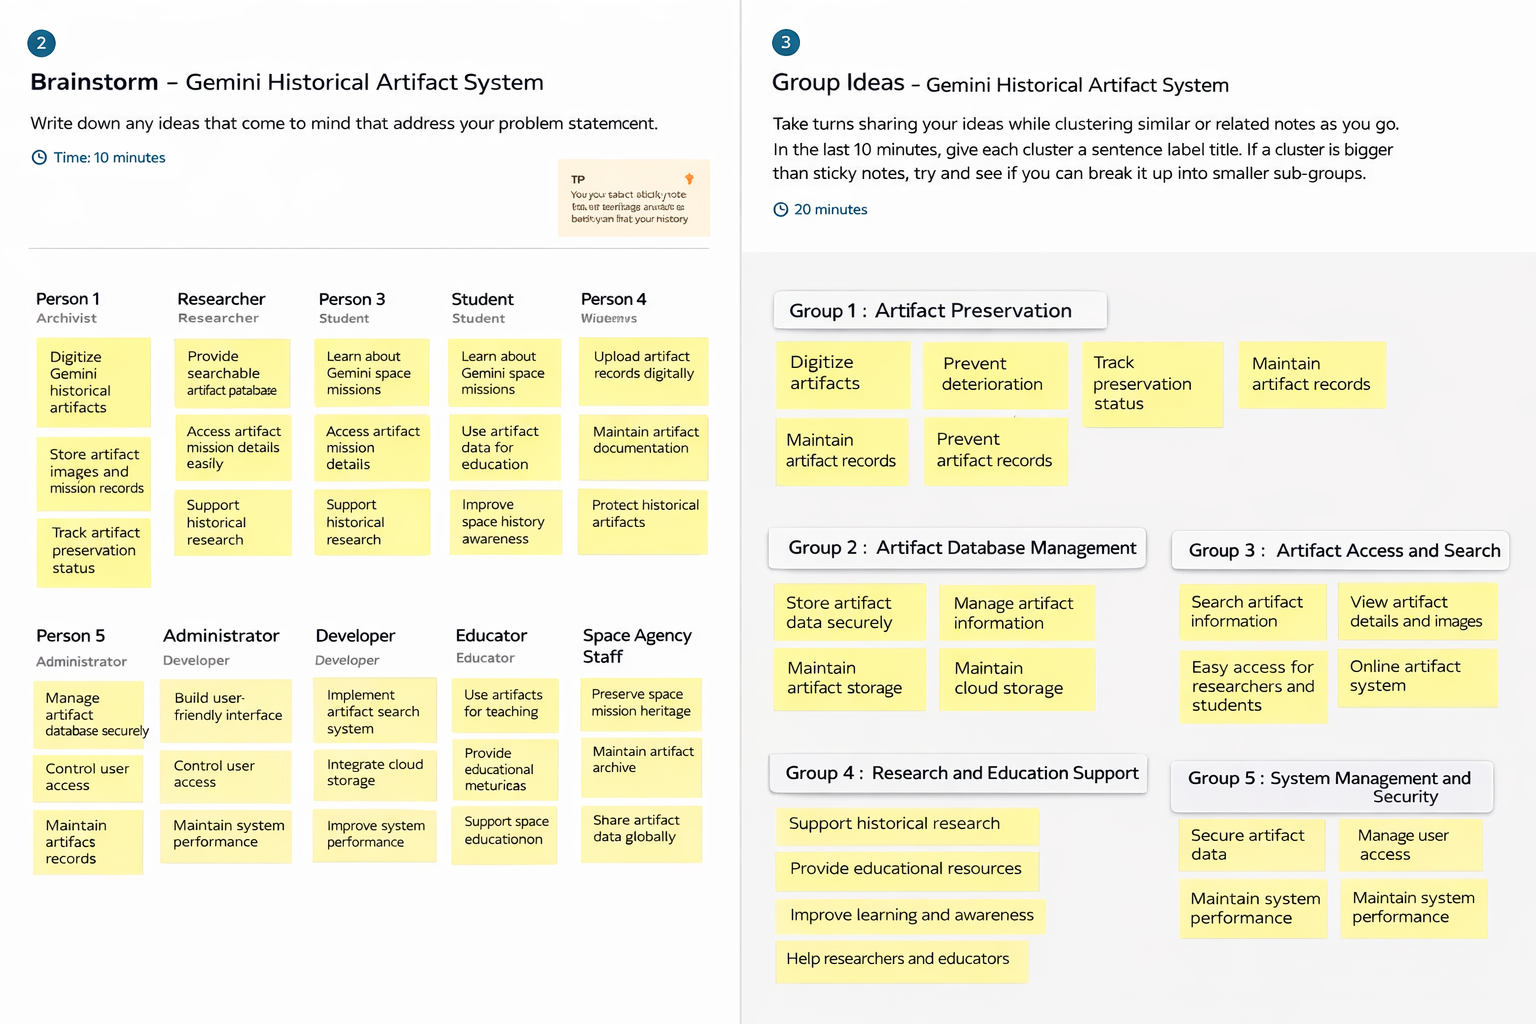 2
Brainstorm – Gemini Historical Artifact System
Write down any ideas that come to mind that address your problem statemcent.
Time: 10 minutes
TP
You you
your history
Person 1
Archivist
Digitize
Gemini
historical
artifacts
Store artifact
images and
mission records
Track artifact
preservation
status
Researcher
Researcher
Provide
searchable
artifact patabase
Access artifact
mission details
easily
Support
historical
research
Person 3
Student
Learn about
Gemini space
missions
Access artifact
mission
details
Support
historical
research
Student
Student
Learn about
Gemini space
missions
Use artifact
data for
education
Improve
space history
awareness
Person 4
Upload artifact
records digitally
Maintain artifact
documentation
Protect historical
artifacts
Person 5
Administrator
Manage
artifact
database securely
Control user
access
Maintain
artifacts
records
Administrator
Developer
Build user-
friendly interface
Control user
access
Maintain system
performance
Developer
Developer
Implement
artifact search
system
Integrate cloud
storage
Improve system
performance
Educator
Educator
Use artifacts
for teaching
Provide
educational
meturicas
Support space
educationon
Space Agency
Staff
Preserve space
mission heritage
Maintain artifact
archive
Share artifact
data globally
3
Group Ideas – Gemini Historical Artifact System
Take turns sharing your ideas while clustering similar or related notes as you go.
In the last 10 minutes, give each cluster a sentence label title. If a cluster is bigger
than sticky notes, try and see if you can break it up into smaller sub-groups.
20 minutes
Group 1 : Artifact Preservation
Digitize
artifacts
Prevent
deterioration
Track
preservation
status
Maintain
artifact records
Maintain
artifact records
Prevent
artifact records
Group 2 : Artifact Database Management
Store artifact
data securely
Manage artifact
information
Maintain
artifact storage
Maintain
cloud storage
Group 3 : Artifact Access and Search
Search artifact
information
View artifact
details and images
Easy access for
researchers and
students
Online artifact
system
Group 4 : Research and Education Support
Support historical research
Provide educational resources
Improve learning and awareness
Help researchers and educators
Group 5 : System Management and
Security
Secure artifact
data
Manage user
access
Maintain system
performance
Maintain system
performance